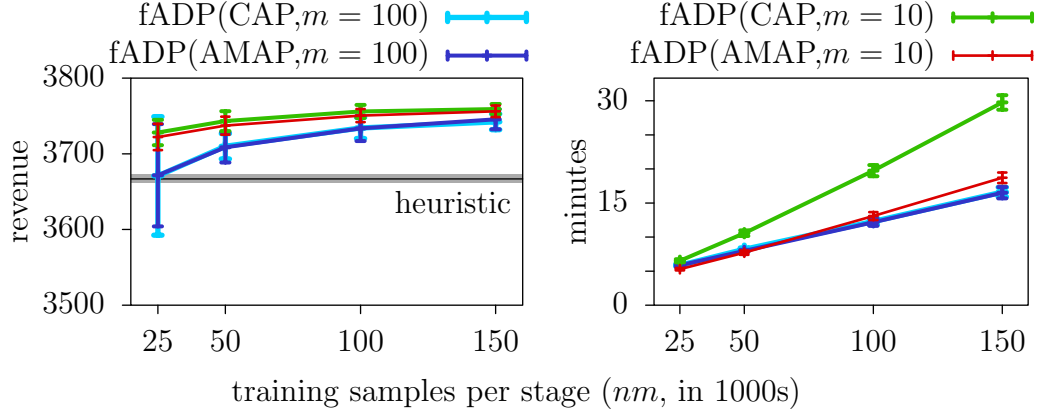 fADP(CAP,m = 100)
fADP(CAP,m = 10)
fADP(AMAP,m = 100)
fADP(AMAP,m = 10)
3800
3700
3600
3500
revenue
heuristic
25 50 100 150
30
15
0
minutes
25 50 100 150
training samples per stage (nm, in 1000s)